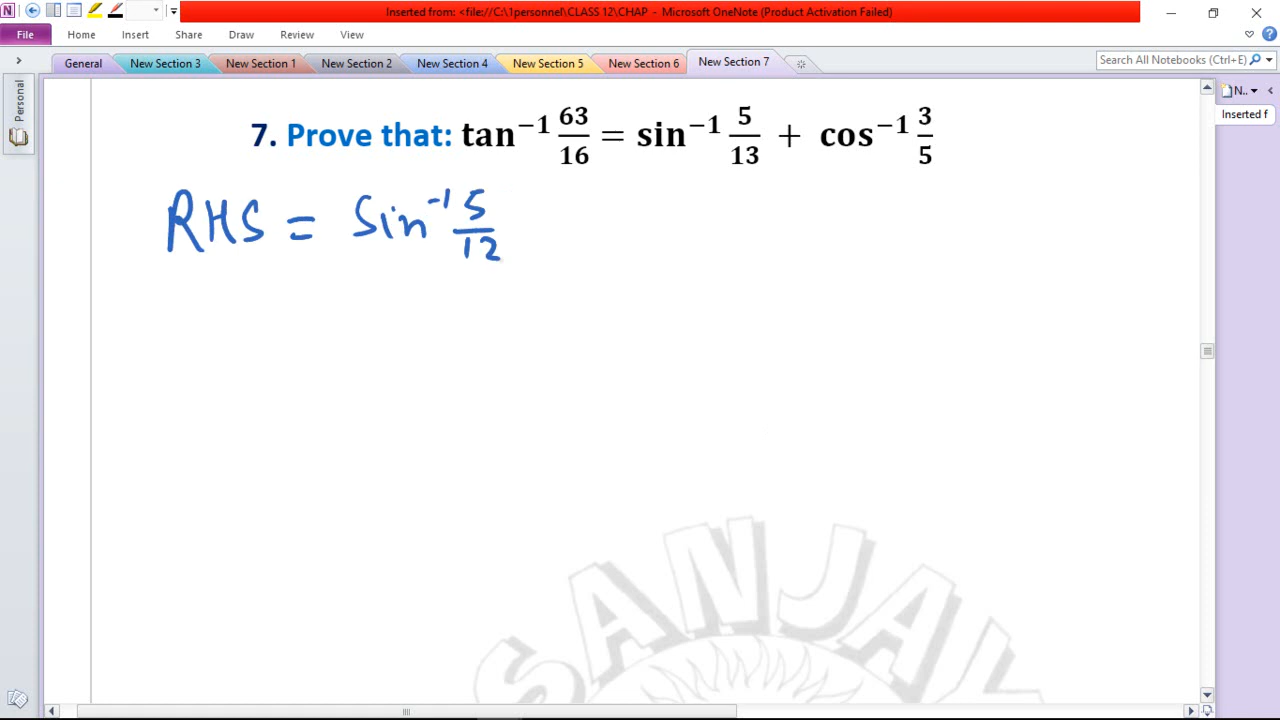 Inserted from: <file://C:\1personnel\CLASS 12\CHAP - Microsoft OneNote (Product Activation Failed)
File Home Insert Share Draw Review View
General New Section 3 New Section 1 New Section 2 New Section 4 New Section 5 New Section 6 New Section 7 Search All Notebooks (Ctrl+E)
Personal
N..
Inserted f
7. Prove that: tan⁻¹ 63/16 = sin⁻¹ 5/13 + cos⁻¹ 3/5
RHS = Sin⁻¹ 5/12
SANJAY